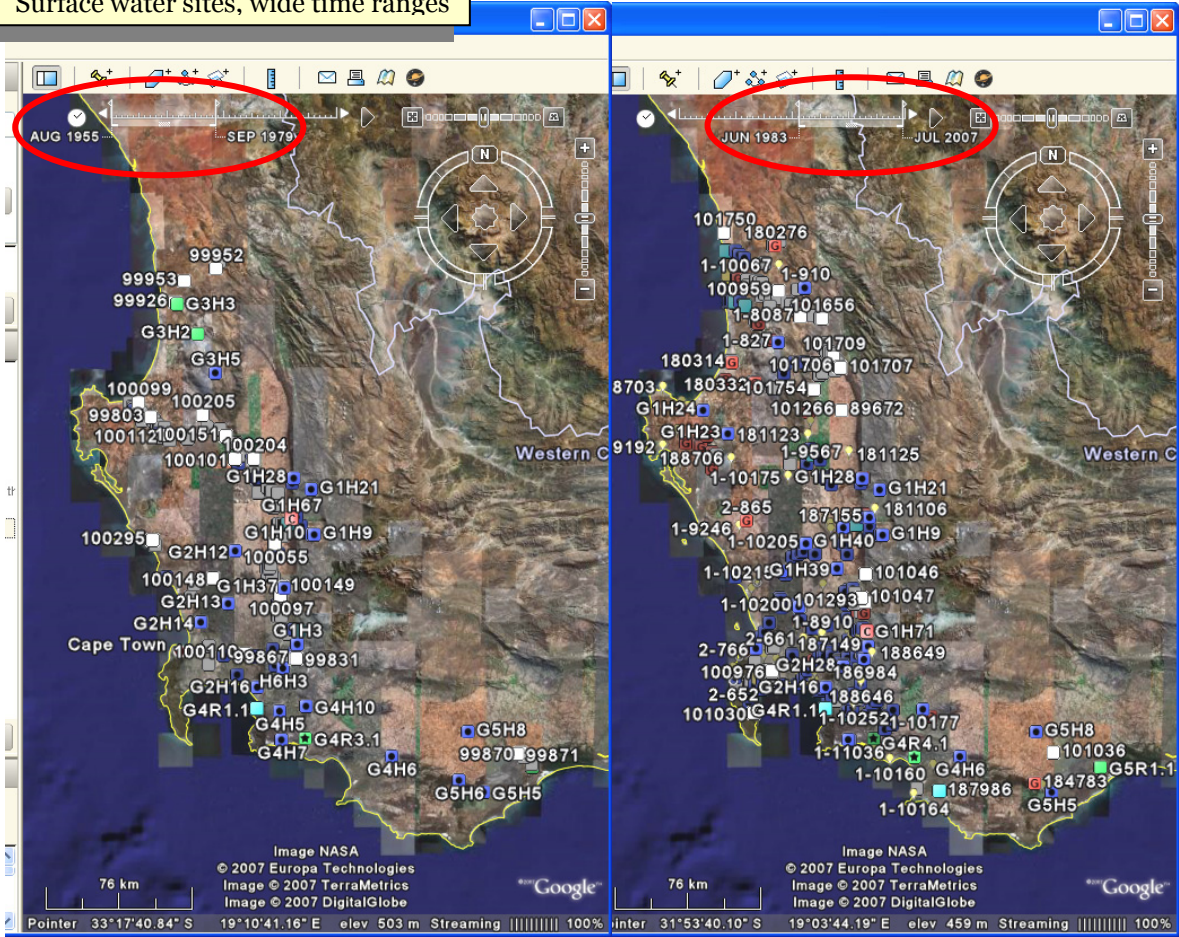 Surface water sites, wide time ranges
AUG 1955
SEP 1979
N
99952
99953
99926
G3H3
G3H2
G3H5
100099
100205
99803
100112
100151
100204
100101
G1H28
G1H21
Western C
G1H67
G1H10
G1H9
100295
G2H12
100055
100148
G1H37
100149
G2H13
100097
G2H14
G1H3
Cape Town
100110
99867
99831
H6H3
G2H16
G4R1.1
G4H10
G4H5
G4R3.1
G4H7
G5H8
99870
99871
G4H6
G5H6
G5H5
Image NASA
© 2007 Europa Technologies
Image © 2007 TerraMetrics
Image © 2007 DigitalGlobe
76 km
Google
Pointer 33°17'40.84" S 19°10'41.16" E elev 503 m Streaming |||||||||| 100%
JUN 1983
JUL 2007
N
101750
180276
G
1-10067
1-910
100959
101656
1-8087
1-827
101709
180314
G
101706
101707
8703
180332
101754
G1H24
101266
89672
G1H23
181123
9192
188706
1-9567
181125
Western C
1-10175
G1H28
G1H21
2-865
G
187155
181106
1-9246
1-10205
G1H40
G1H9
1-10215
G1H39
101046
1-10200
101293
101047
1-8910
C
G1H71
2-661
187149
2-766
188649
G2H28
100976
186984
G2H16
2-652
188646
101030
G4R1.1
1-10252
1-10177
G5H8
1-11036
G4R4.1
101036
1-10160
G4H6
G5R1.1
187986
G
184783
1-10164
G5H5
Image NASA
© 2007 Europa Technologies
Image © 2007 TerraMetrics
Image © 2007 DigitalGlobe
76 km
Google
inter 31°53'40.10" S 19°03'44.19" E elev 459 m Streaming |||||||||| 100%